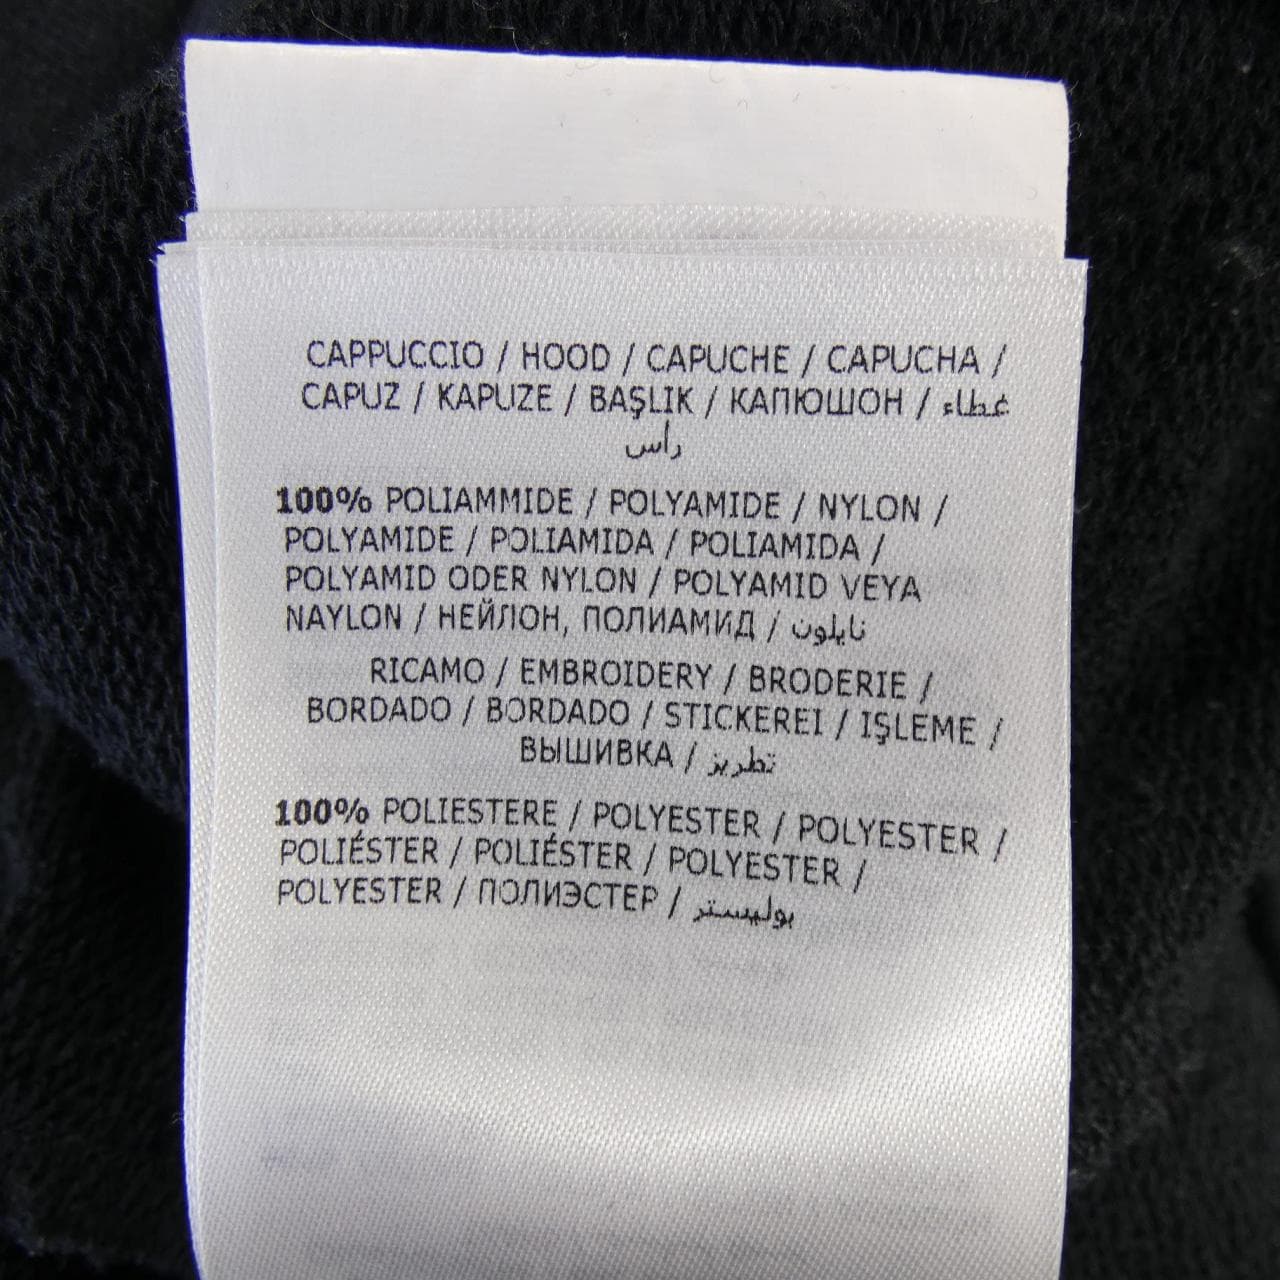 CAPPUCCIO / HOOD / CAPUCHE / CAPUCHA /
CAPUZ / KAPUZE / BAŞLIK / КАПЮШОН / غطاء
رأس
100% POLIAMMIDE / POLYAMIDE / NYLON /
POLYAMIDE / POLIAMIDA / POLIAMIDA /
POLYAMID ODER NYLON / POLYAMID VEYA
NAYLON / НЕЙЛОН, ПОЛИАМИД / نايلون
RICAMO / EMBROIDERY / BRODERIE /
BORDADO / BORDADO / STICKEREI / IŞLEME /
ВЫШИВКА / تطريز
100% POLIESTERE / POLYESTER / POLYESTER /
POLIÉSTER / POLIÉSTER / POLYESTER /
POLYESTER / ПОЛИЭСТЕР / بوليستر